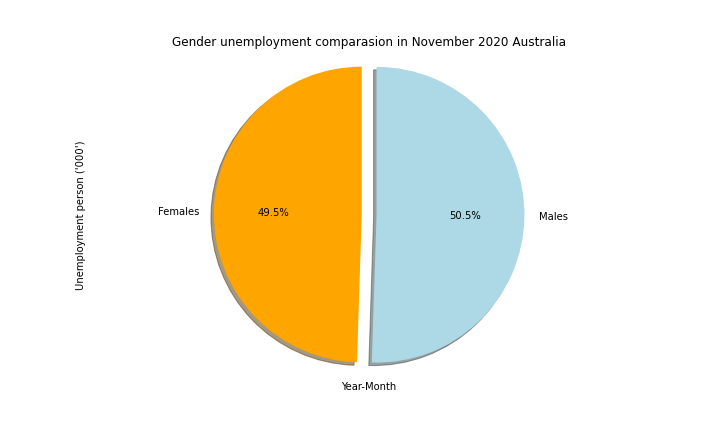 Gender unemployment comparasion in November 2020 Australia
Unemployment person ('000')
Females
49.5%
50.5%
Males
Year-Month